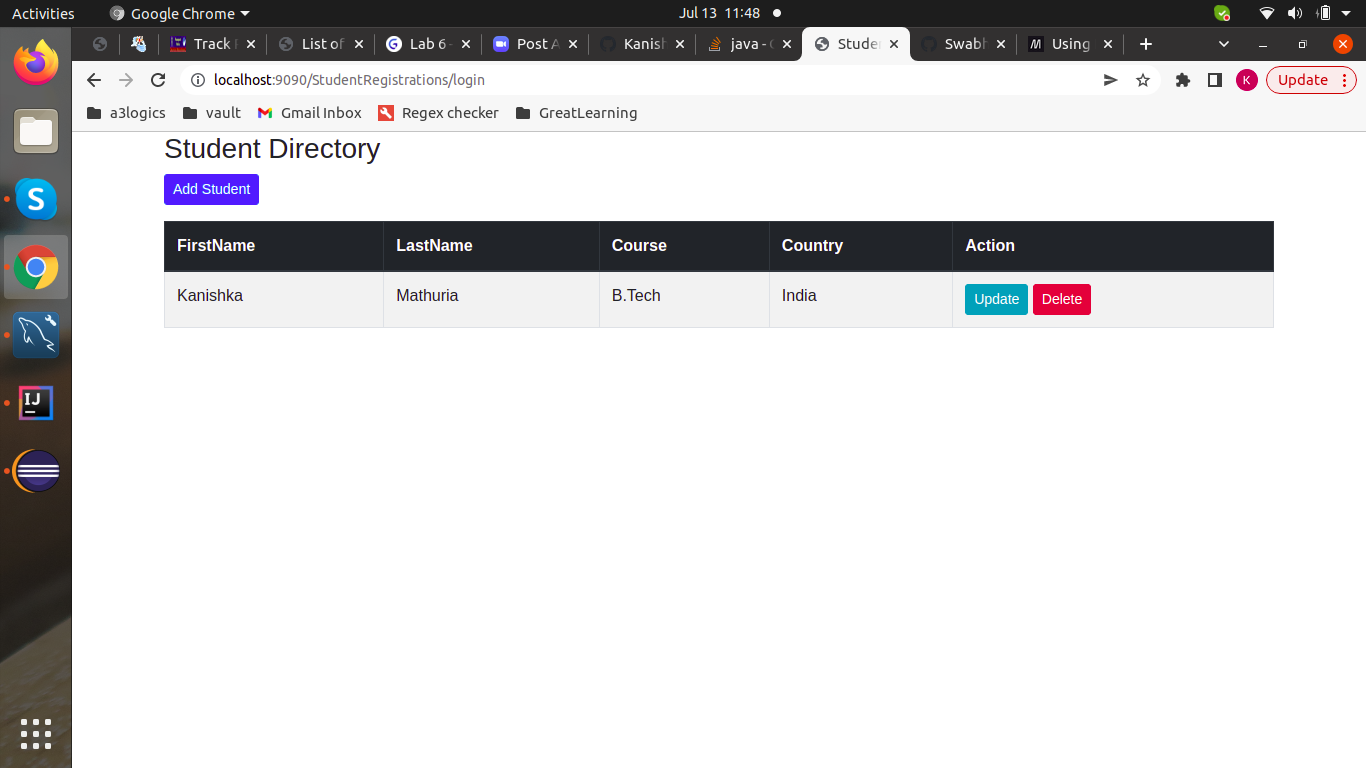 Activities Google Chrome Jul 13 11:48
Track List of Lab 6 - Post A Kanish java - Studen Swabh Using
localhost:9090/StudentRegistrations/login K Update
a3logics vault Gmail Inbox Regex checker GreatLearning
Student Directory
Add Student
FirstName LastName Course Country Action
Kanishka Mathuria B.Tech India Update Delete
S
IJ